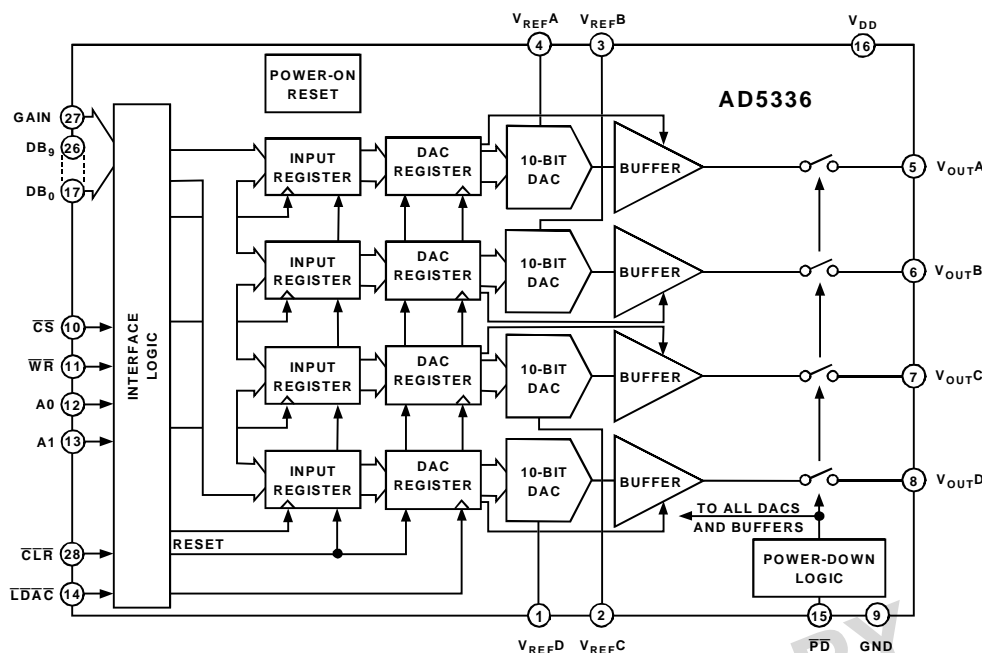 VREFA VREFB VDD
4 3 16
POWER-ON
RESET
AD5336
GAIN 27
DB9 26
DB0 17
INTERFACE
LOGIC
INPUT
REGISTER
DAC
REGISTER
10-BIT
DAC
BUFFER
5 VOUTA
INPUT
REGISTER
DAC
REGISTER
10-BIT
DAC
BUFFER
6 VOUTB
CS 10
WR 11
A0 12
A1 13
INPUT
REGISTER
DAC
REGISTER
10-BIT
DAC
BUFFER
7 VOUTC
INPUT
REGISTER
DAC
REGISTER
10-BIT
DAC
BUFFER
8 VOUTD
TO ALL DACS
AND BUFFERS
RESET
CLR 28
LDAC 14
POWER-DOWN
LOGIC
1 2 15 9
VREFD VREFC PD GND